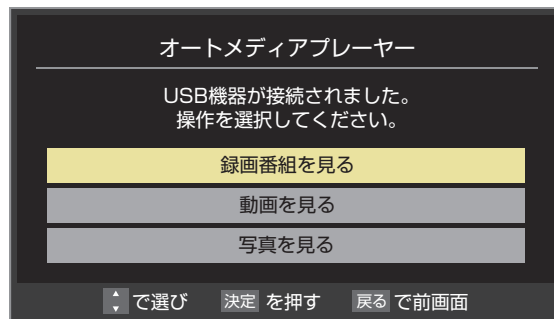 オートメディアプレーヤー
USB機器が接続されました。
操作を選択してください。
録画番組を見る
動画を見る
写真を見る
で選び 決定 を押す 戻る で前画面